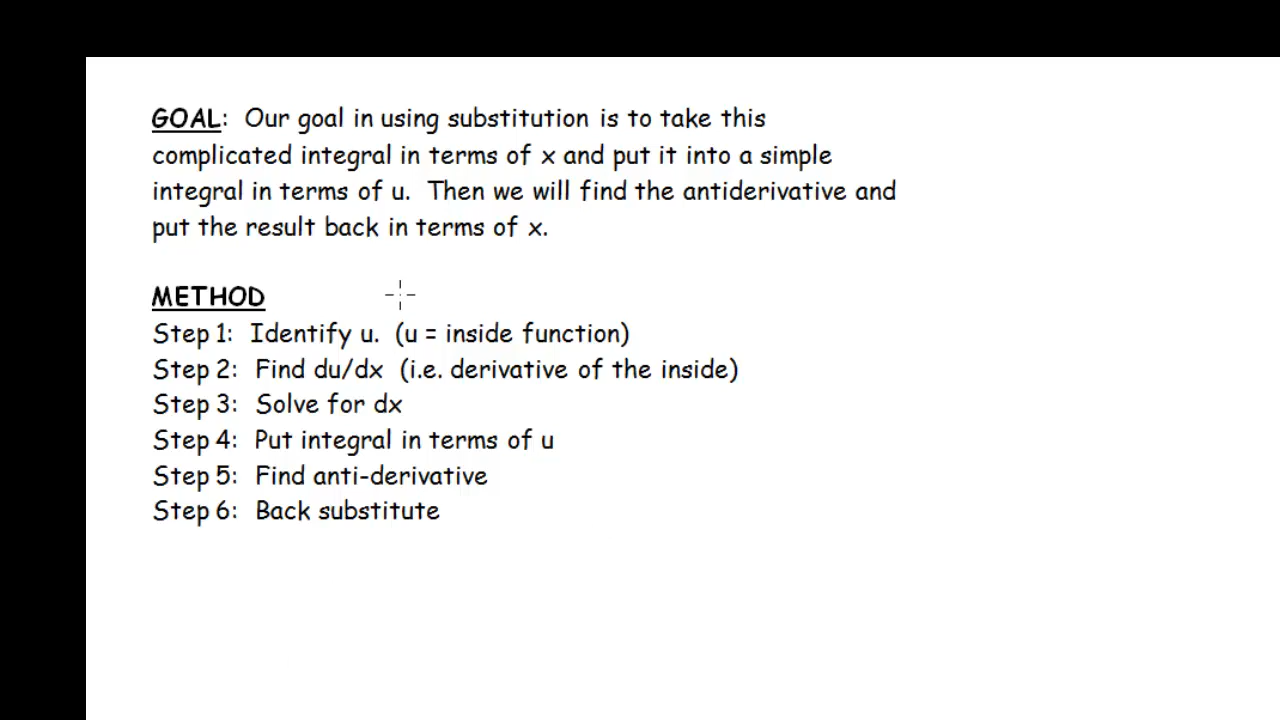 GOAL: Our goal in using substitution is to take this
complicated integral in terms of x and put it into a simple
integral in terms of u. Then we will find the antiderivative and
put the result back in terms of x.
METHOD
Step 1: Identify u. (u = inside function)
Step 2: Find du/dx (i.e. derivative of the inside)
Step 3: Solve for dx
Step 4: Put integral in terms of u
Step 5: Find anti-derivative
Step 6: Back substitute